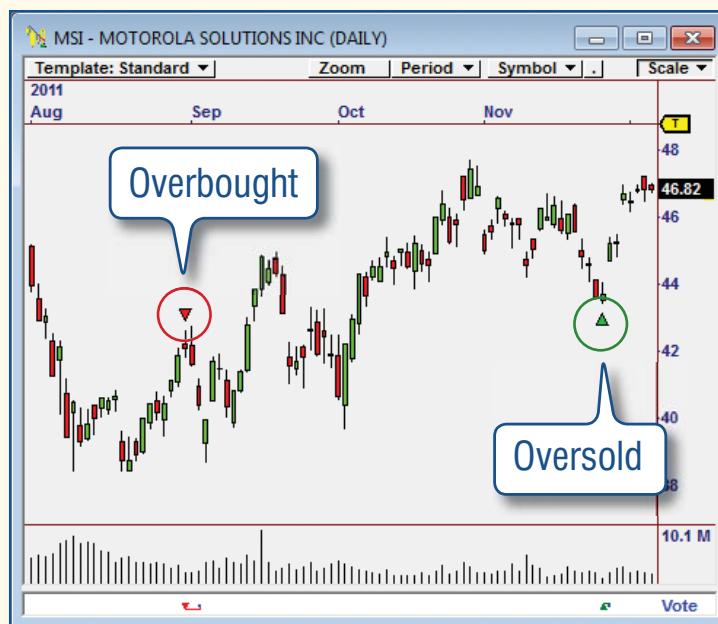 MSI - MOTOROLA SOLUTIONS INC (DAILY)
Template: Standard Zoom Period Symbol . Scale
2011
Aug Sep Oct Nov
T
48
Overbought
46.82
46
44
42
40
Oversold
10.1 M
Vote